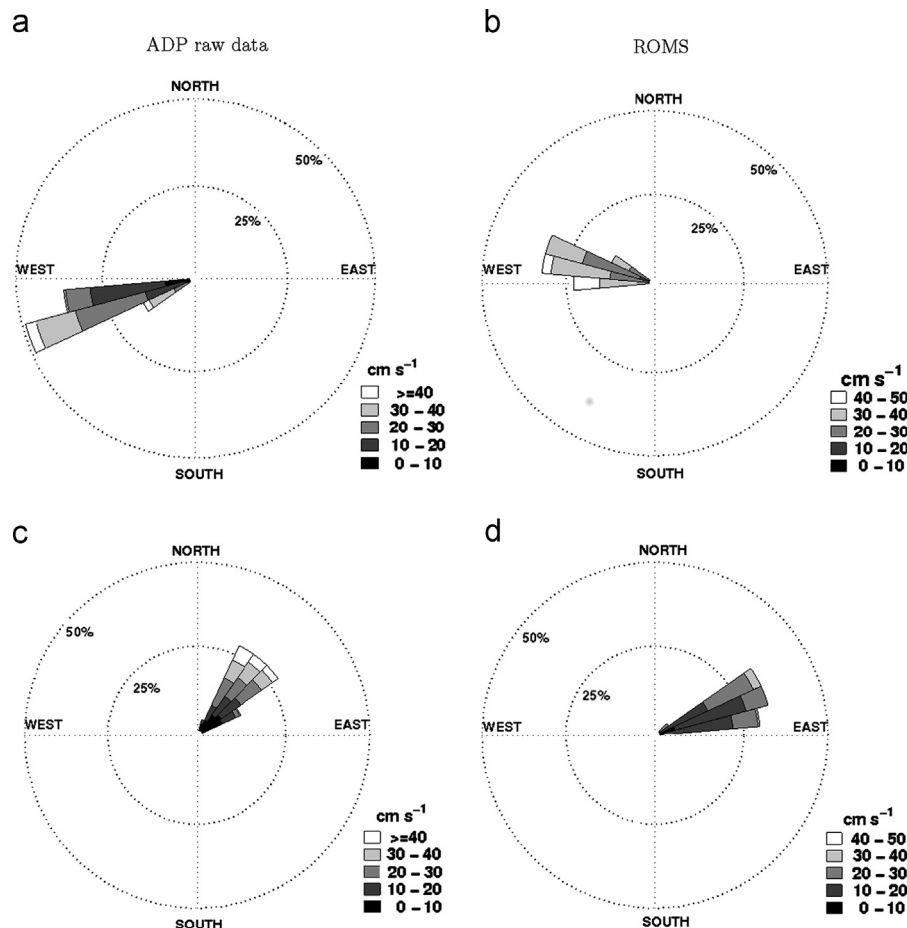 a
b
ADP raw data
ROMS
NORTH
50%
25%
WEST
EAST
SOUTH
cm s⁻¹
>=40
30 – 40
20 – 30
10 – 20
0 – 10
NORTH
50%
25%
WEST
EAST
SOUTH
cm s⁻¹
40 – 50
30 – 40
20 – 30
10 – 20
0 – 10
c
d
NORTH
50%
25%
WEST
EAST
SOUTH
cm s⁻¹
>=40
30 – 40
20 – 30
10 – 20
0 – 10
NORTH
50%
25%
WEST
EAST
SOUTH
cm s⁻¹
40 – 50
30 – 40
20 – 30
10 – 20
0 – 10